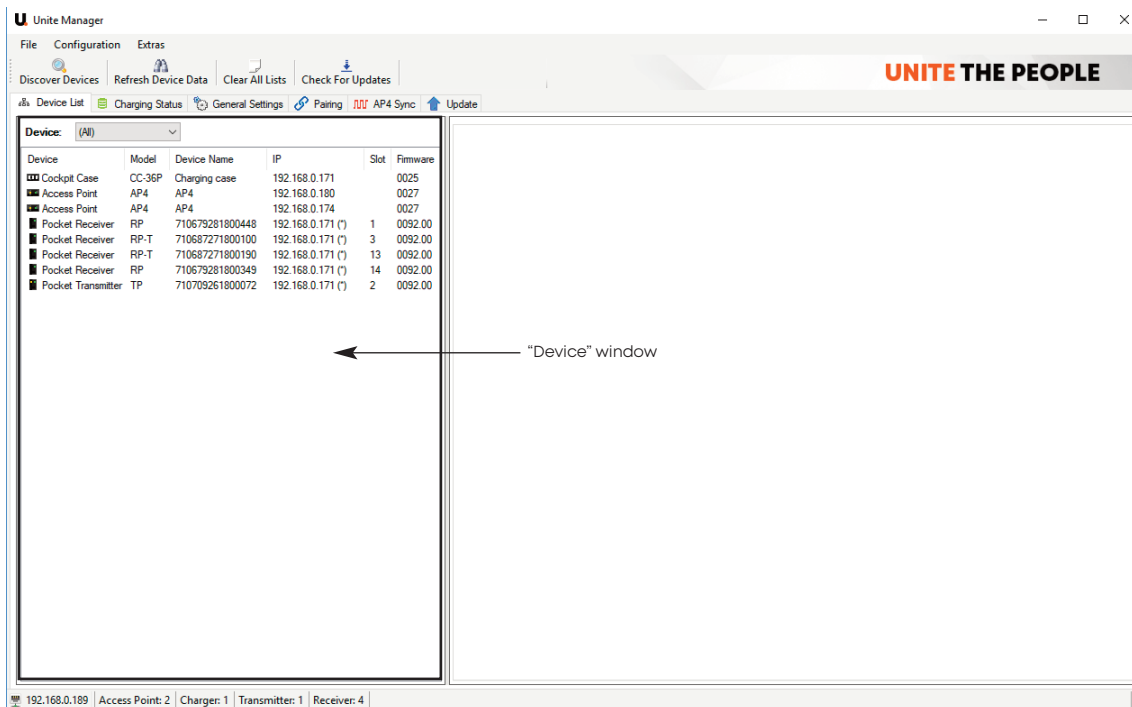 U. Unite Manager
File Configuration Extras
Discover Devices Refresh Device Data Clear All Lists Check For Updates
UNITE THE PEOPLE
Device List Charging Status General Settings Pairing AP4 Sync Update
Device: (All)
Device Model Device Name IP Slot Firmware
Cockpit Case CC-36P Charging case 192.168.0.171 0025
Access Point AP4 AP4 192.168.0.180 0027
Access Point AP4 AP4 192.168.0.174 0027
Pocket Receiver RP 710679281800448 192.168.0.171 (*) 1 0092.00
Pocket Receiver RP-T 710687271800100 192.168.0.171 (*) 3 0092.00
Pocket Receiver RP-T 710687271800190 192.168.0.171 (*) 13 0092.00
Pocket Receiver RP 710679281800349 192.168.0.171 (*) 14 0092.00
Pocket Transmitter TP 710709261800072 192.168.0.171 (*) 2 0092.00
“Device” window
192.168.0.189 Access Point: 2 Charger: 1 Transmitter: 1 Receiver: 4